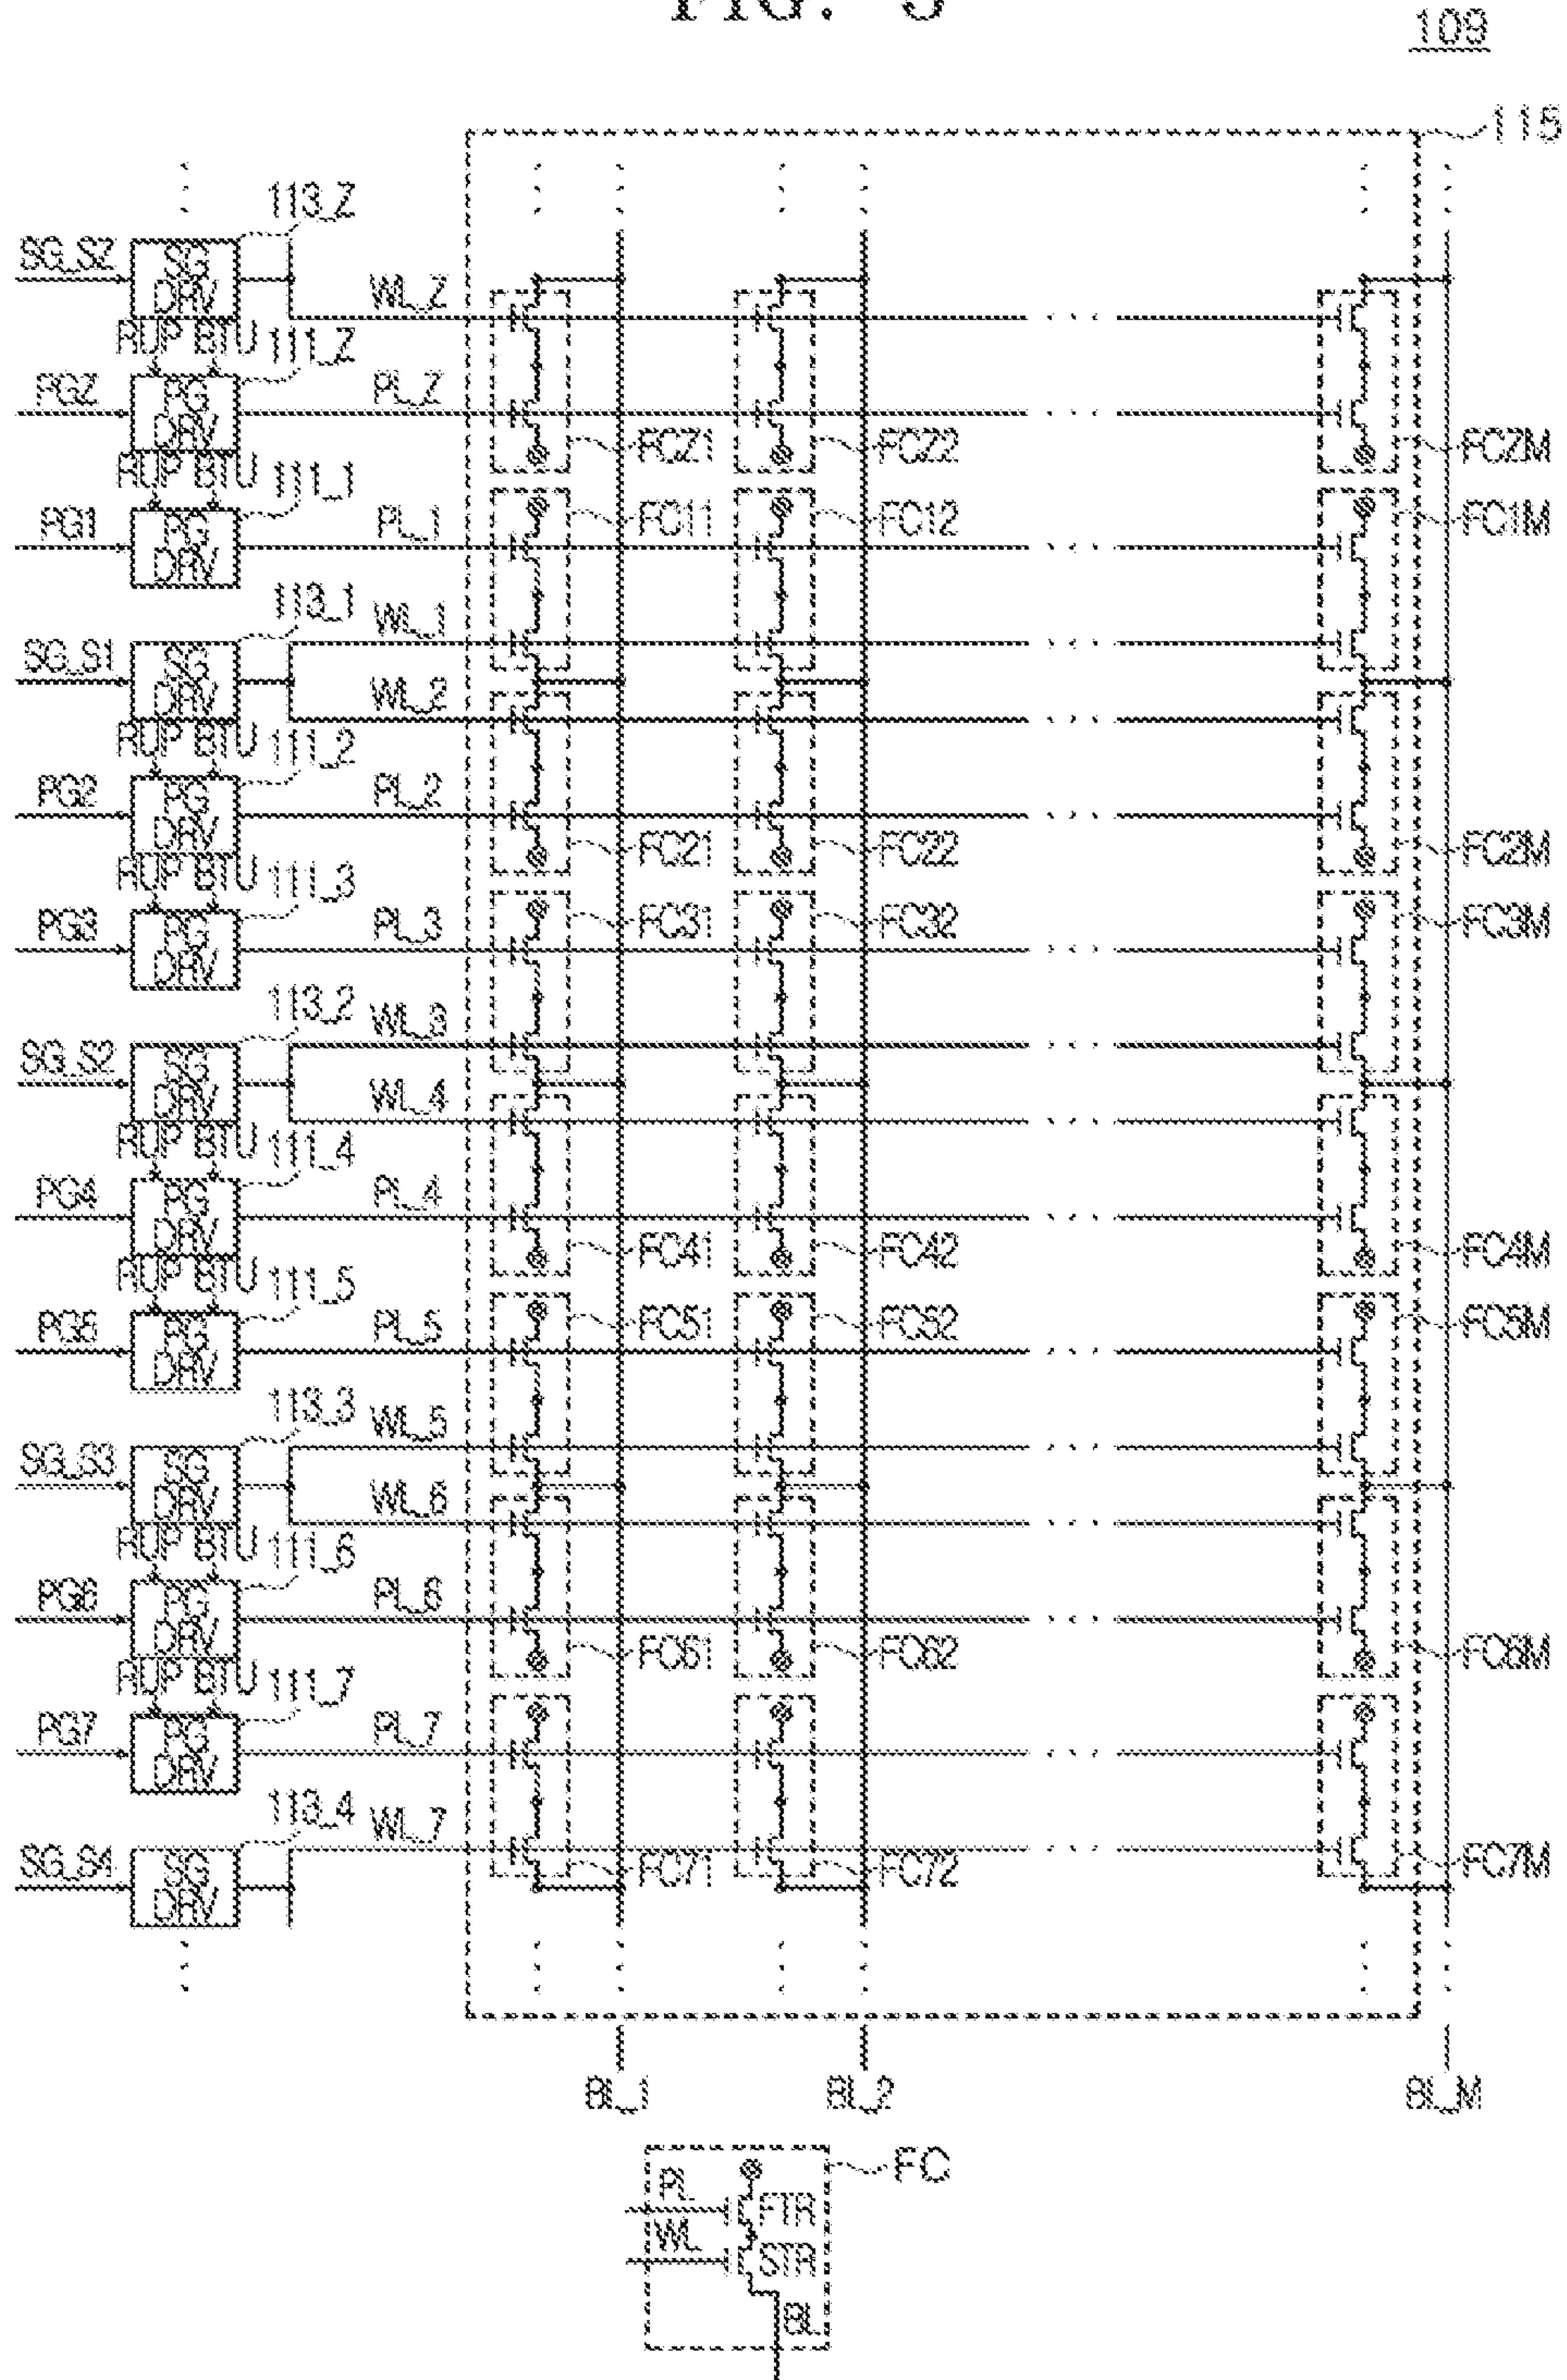 FIG. 3
109
115
113_Z
SG_SZ SG DRV WL_Z
RUP BTU 111_Z
PGZ PG DRV PL_Z
FCZ1 FCZ2 FCZM
RUP BTU 111_1
PG1 PG DRV PL_1 FC11 FC12 FC1M
113_1 WL_1
SG_S1 SG DRV WL_2
RUP BTU 111_2
PG2 PG DRV PL_2
FC21 FC22 FC2M
RUP BTU 111_3
PG3 PG DRV PL_3 FC31 FC32 FC3M
113_2 WL_3
SG_S2 SG DRV WL_4
RUP BTU 111_4
PG4 PG DRV PL_4
FC41 FC42 FC4M
RUP BTU 111_5
PG5 PG DRV PL_5 FC51 FC52 FC5M
113_3 WL_5
SG_S3 SG DRV WL_6
RUP BTU 111_6
PG6 PG DRV PL_6
FC61 FC62 FC6M
RUP BTU 111_7
PG7 PG DRV PL_7
113_4 WL_7
SG_S4 SG DRV FC71 FC72 FC7M
BL_1 BL_2 BL_M
FC
PL FTR
WL STR
BL